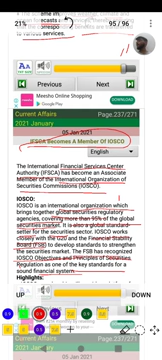 21%
95 / 96
to various services.
AA
Previous
Next
Meesho Online Shopping
Google Play
Current Affairs
Page.237/271
2021 January
05 Jan 2021
IFSCA Becomes A Member Of IOSCO
English
The International Financial Services Center
Authority (IFSCA) has become an Associate
Member of the International Organization of
Securities Commissions (IOSCO).
IOSCO:
IOSCO is an international organization which
brings together global securities regulatory
agencies, covering more than 95% of the
global securities market. It is also a global standard-
setter for the securities sector. IOSCO works
closely with the G20 and the Financial Stability
Board (FSB) to develop standards to strengthen
the securities market. The FSB has recognized
IOSCO Objectives and Principles of Securities
Regulation as one of the key standards for a
sound financial system.
Highlights:
UP
DOWN